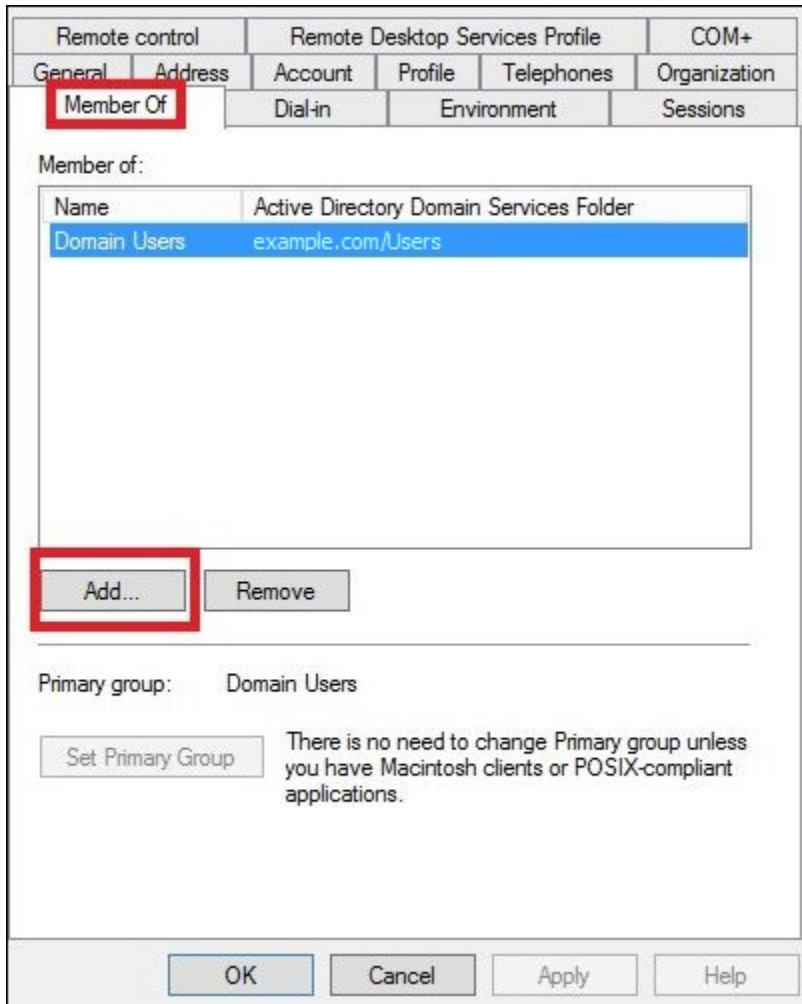 Remote control Remote Desktop Services Profile COM+
General Address Account Profile Telephones Organization
Member Of Dial-in Environment Sessions
Member of:
Name Active Directory Domain Services Folder
Domain Users example.com/Users
Add... Remove
Primary group: Domain Users
Set Primary Group
There is no need to change Primary group unless
you have Macintosh clients or POSIX-compliant
applications.
OK Cancel Apply Help